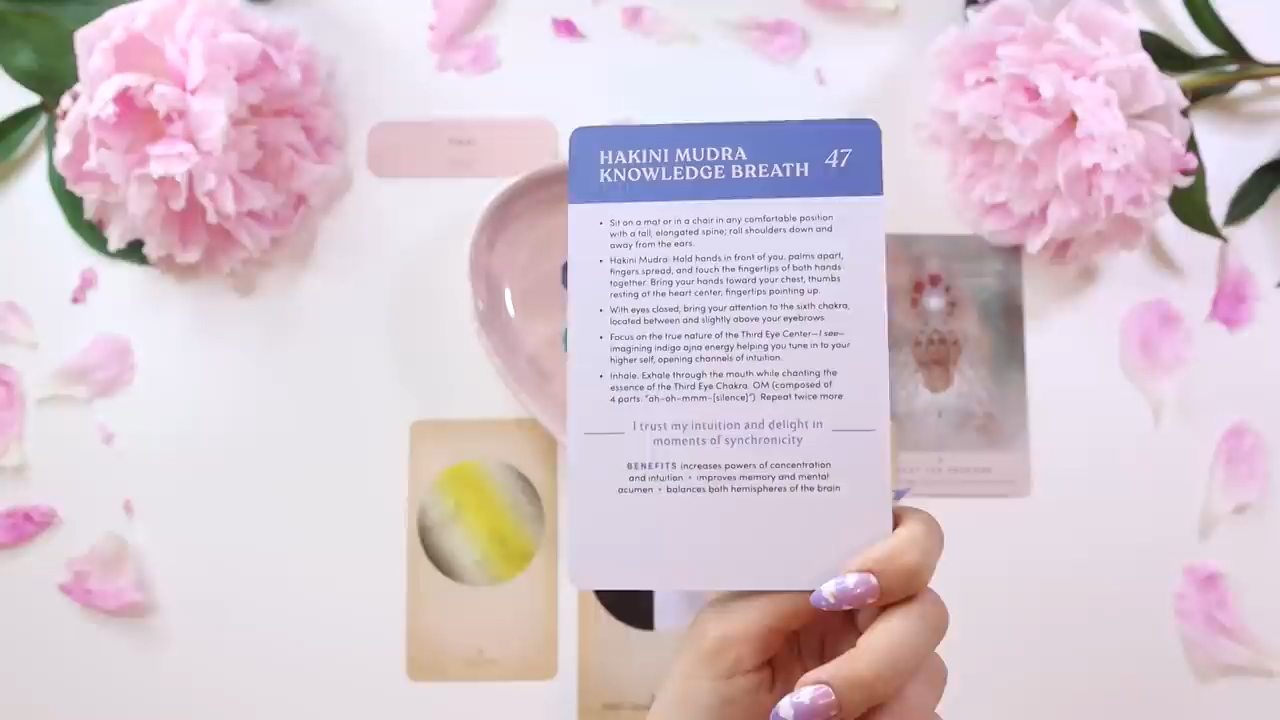 HAKINI MUDRA
KNOWLEDGE BREATH
47
• Sit on a mat or in a chair in any comfortable position
with a tall, elongated spine; roll shoulders down and
away from the ears.
• Hakini Mudra: Hold hands in front of you, palms apart,
fingers spread, and touch the fingertips of both hands
together. Bring your hands toward your chest, thumbs
resting at the heart center, fingertips pointing up.
• With eyes closed, bring your attention to the sixth chakra,
located between and slightly above your eyebrows.
• Focus on the true nature of the Third Eye Center—I see—
imagining indigo ajna energy helping you tune in to your
higher self, opening channels of intuition.
• Inhale. Exhale through the mouth while chanting the
essence of the Third Eye Chakra: OM (composed of
4 parts: "ah-oh-mmm-[silence]"). Repeat twice more
I trust my intuition and delight in
moments of synchronicity
BENEFITS increases powers of concentration
and intuition • improves memory and mental
acumen • balances both hemispheres of the brain